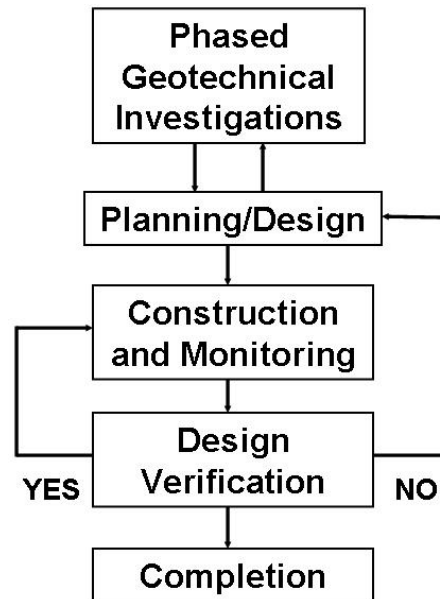 Phased
Geotechnical
Investigations
Planning/Design
Construction
and Monitoring
Design
Verification
YES
NO
Completion